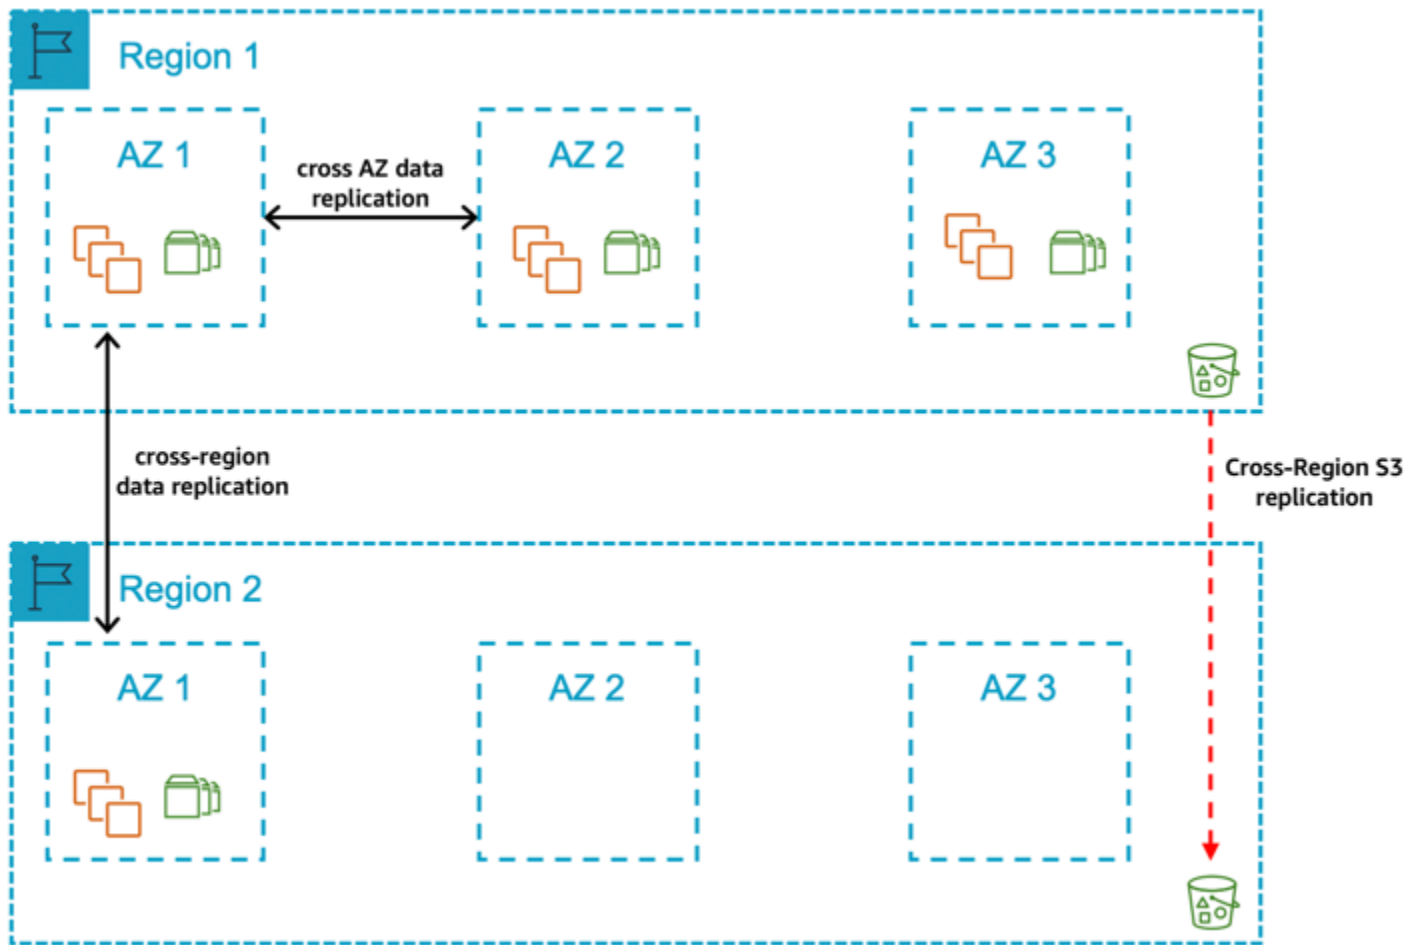 Region 1
AZ 1
cross AZ data
replication
AZ 2
AZ 3
cross-region
data replication
Cross-Region S3
replication
Region 2
AZ 1
AZ 2
AZ 3